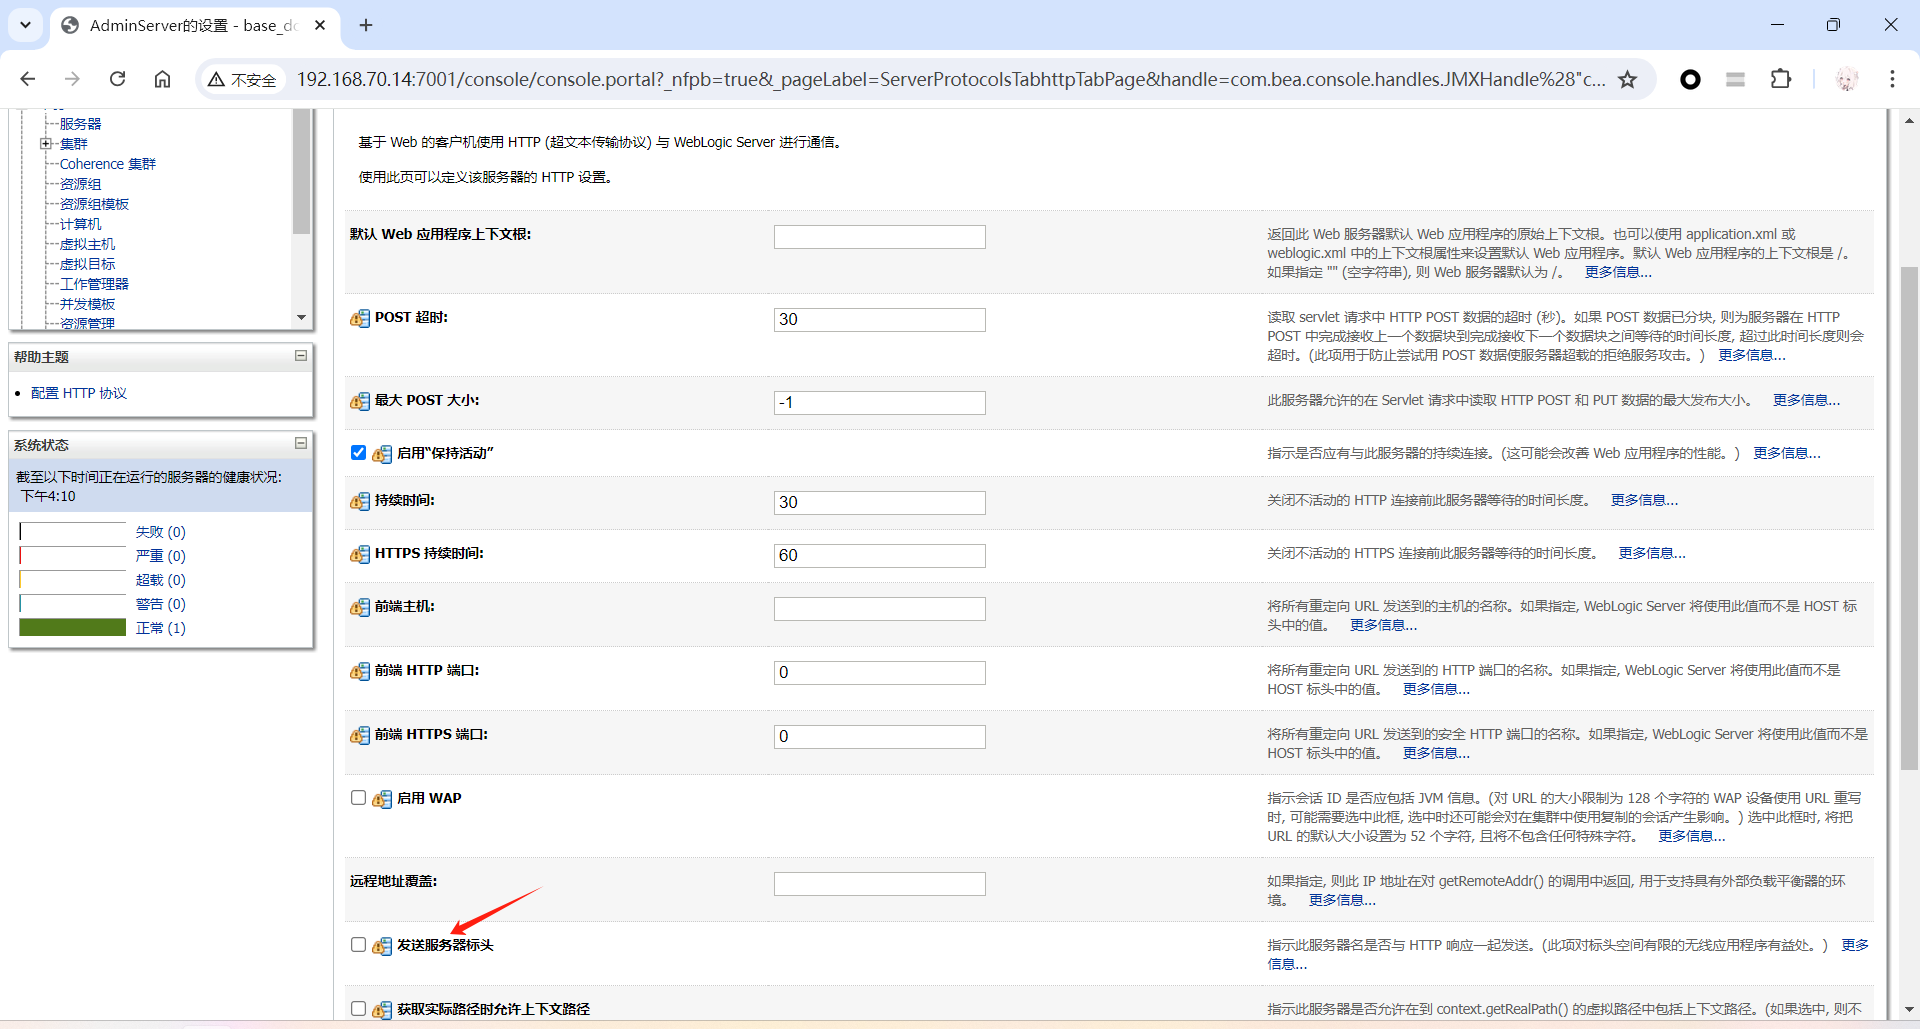 AdminServer的设置 - base_do
不安全
192.168.70.14:7001/console/console.portal?_nfpb=true&_pageLabel=ServerProtocolsTabhttpTabPage&handle=com.bea.console.handles.JMXHandle%28"c...
服务器
集群
Coherence 集群
资源组
资源组模板
计算机
虚拟主机
虚拟目标
工作管理器
并发模板
资源管理
帮助主题
配置 HTTP 协议
系统状态
截至以下时间正在运行的服务器的健康状况:
下午4:10
失败 (0)
严重 (0)
超载 (0)
警告 (0)
正常 (1)
基于 Web 的客户机使用 HTTP (超文本传输协议) 与 WebLogic Server 进行通信。
使用此页可以定义该服务器的 HTTP 设置。
默认 Web 应用程序上下文根:
返回此 Web 服务器默认 Web 应用程序的原始上下文根。也可以使用 application.xml 或
weblogic.xml 中的上下文根属性来设置默认 Web 应用程序。默认 Web 应用程序的上下文根是 /。
如果指定 "" (空字符串), 则 Web 服务器默认为 /。 更多信息...
POST 超时:
30
读取 servlet 请求中 HTTP POST 数据的超时 (秒)。如果 POST 数据已分块, 则为服务器在 HTTP
POST 中完成接收上一个数据块到完成接收下一个数据块之间等待的时间长度, 超过此时间长度则会
超时。(此项用于防止尝试用 POST 数据使服务器超载的拒绝服务攻击。) 更多信息...
最大 POST 大小:
-1
此服务器允许的在 Servlet 请求中读取 HTTP POST 和 PUT 数据的最大发布大小。 更多信息...
启用“保持活动”
指示是否应有与此服务器的持续连接。(这可能会改善 Web 应用程序的性能。) 更多信息...
持续时间:
30
关闭不活动的 HTTP 连接前此服务器等待的时间长度。 更多信息...
HTTPS 持续时间:
60
关闭不活动的 HTTPS 连接前此服务器等待的时间长度。 更多信息...
前端主机:
将所有重定向 URL 发送到的主机的名称。如果指定, WebLogic Server 将使用此值而不是 HOST 标
头中的值。 更多信息...
前端 HTTP 端口:
0
将所有重定向 URL 发送到的 HTTP 端口的名称。如果指定, WebLogic Server 将使用此值而不是
HOST 标头中的值。 更多信息...
前端 HTTPS 端口:
0
将所有重定向 URL 发送到的安全 HTTP 端口的名称。如果指定, WebLogic Server 将使用此值而不是
HOST 标头中的值。 更多信息...
启用 WAP
指示会话 ID 是否应包括 JVM 信息。(对 URL 的大小限制为 128 个字符的 WAP 设备使用 URL 重写
时, 可能需要选中此框, 选中时还可能会对在集群中使用复制的会话产生影响。) 选中此框时, 将把
URL 的默认大小设置为 52 个字符, 且将不包含任何特殊字符。 更多信息...
远程地址覆盖:
如果指定, 则此 IP 地址在对 getRemoteAddr() 的调用中返回, 用于支持具有外部负载平衡器的环
境。 更多信息...
发送服务器标头
指示此服务器名是否与 HTTP 响应一起发送。(此项对标头空间有限的无线应用程序有益处。) 更多
信息...
获取实际路径时允许上下文路径
指示此服务器是否允许在到 context.getRealPath() 的虚拟路径中包括上下文路径。(如果选中, 则不